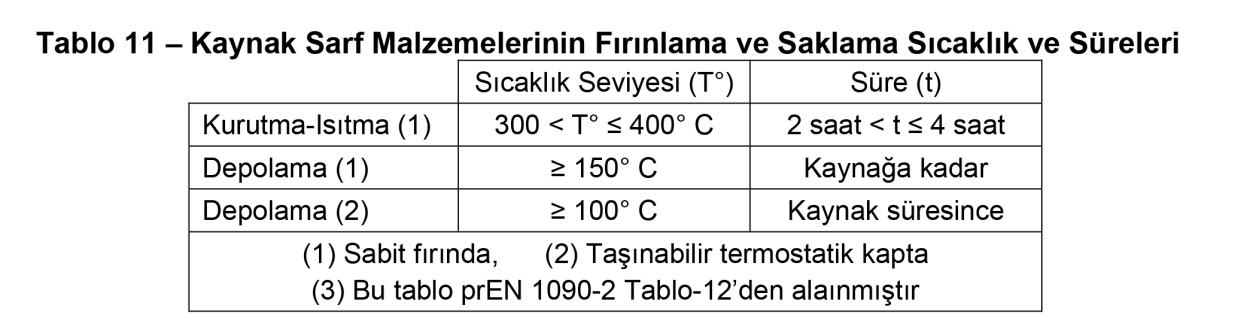 Tablo 11 – Kaynak Sarf Malzemelerinin Fırınlama ve Saklama Sıcaklık ve Süreleri
Sıcaklık Seviyesi (T°) Süre (t)
Kurutma-Isıtma (1) 300 < T° ≤ 400° C 2 saat < t ≤ 4 saat
Depolama (1) ≥ 150° C Kaynağa kadar
Depolama (2) ≥ 100° C Kaynak süresince
(1) Sabit fırında, (2) Taşınabilir termostatik kapta
(3) Bu tablo prEN 1090-2 Tablo-12’den alaınmıştır